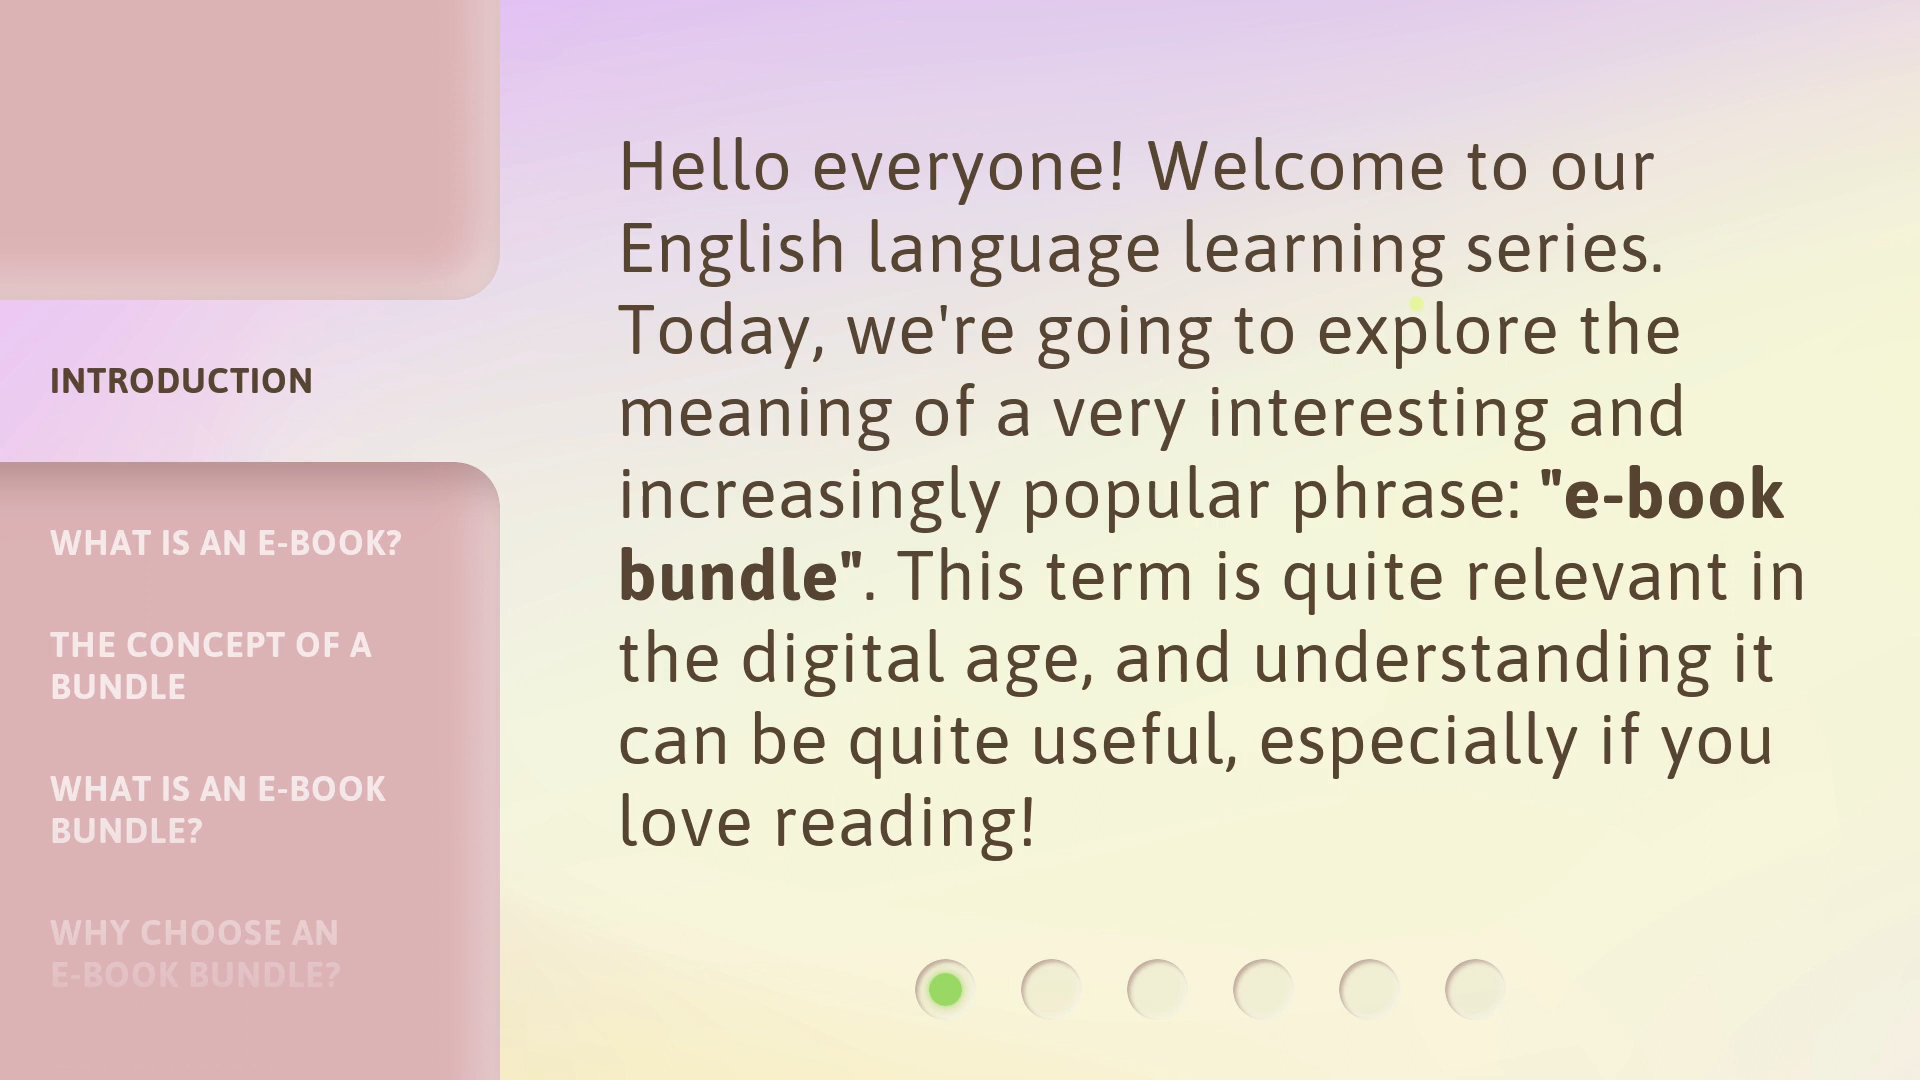 INTRODUCTION
WHAT IS AN E-BOOK?
THE CONCEPT OF A
BUNDLE
WHAT IS AN E-BOOK
BUNDLE?
WHY CHOOSE AN
E-BOOK BUNDLE?
Hello everyone! Welcome to our
English language learning series.
Today, we're going to explore the
meaning of a very interesting and
increasingly popular phrase: "e-book
bundle". This term is quite relevant in
the digital age, and understanding it
can be quite useful, especially if you
love reading!